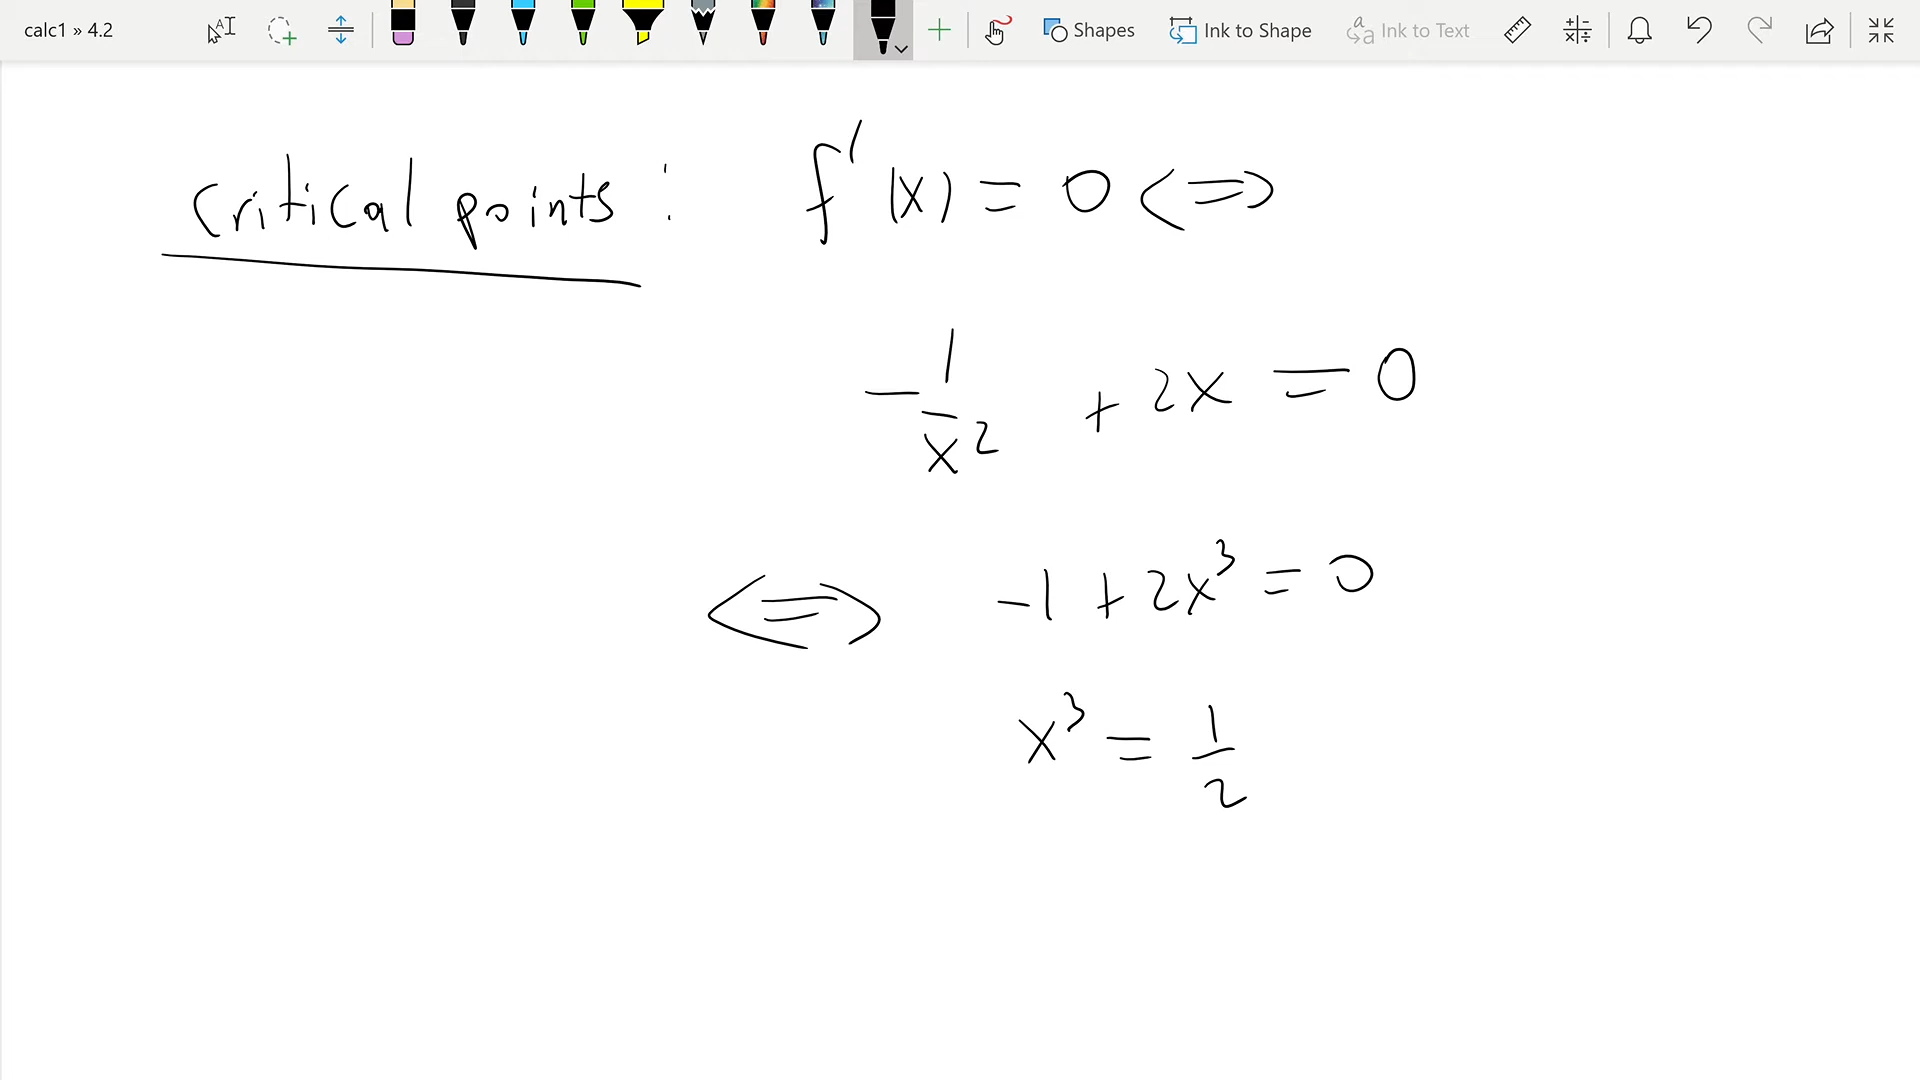 calc1 » 4.2 Shapes Ink to Shape Ink to Text
Critical points : f'(x) = 0 <=>
-1/x² + 2x = 0
<=> -1 + 2x³ = 0
x³ = 1/2